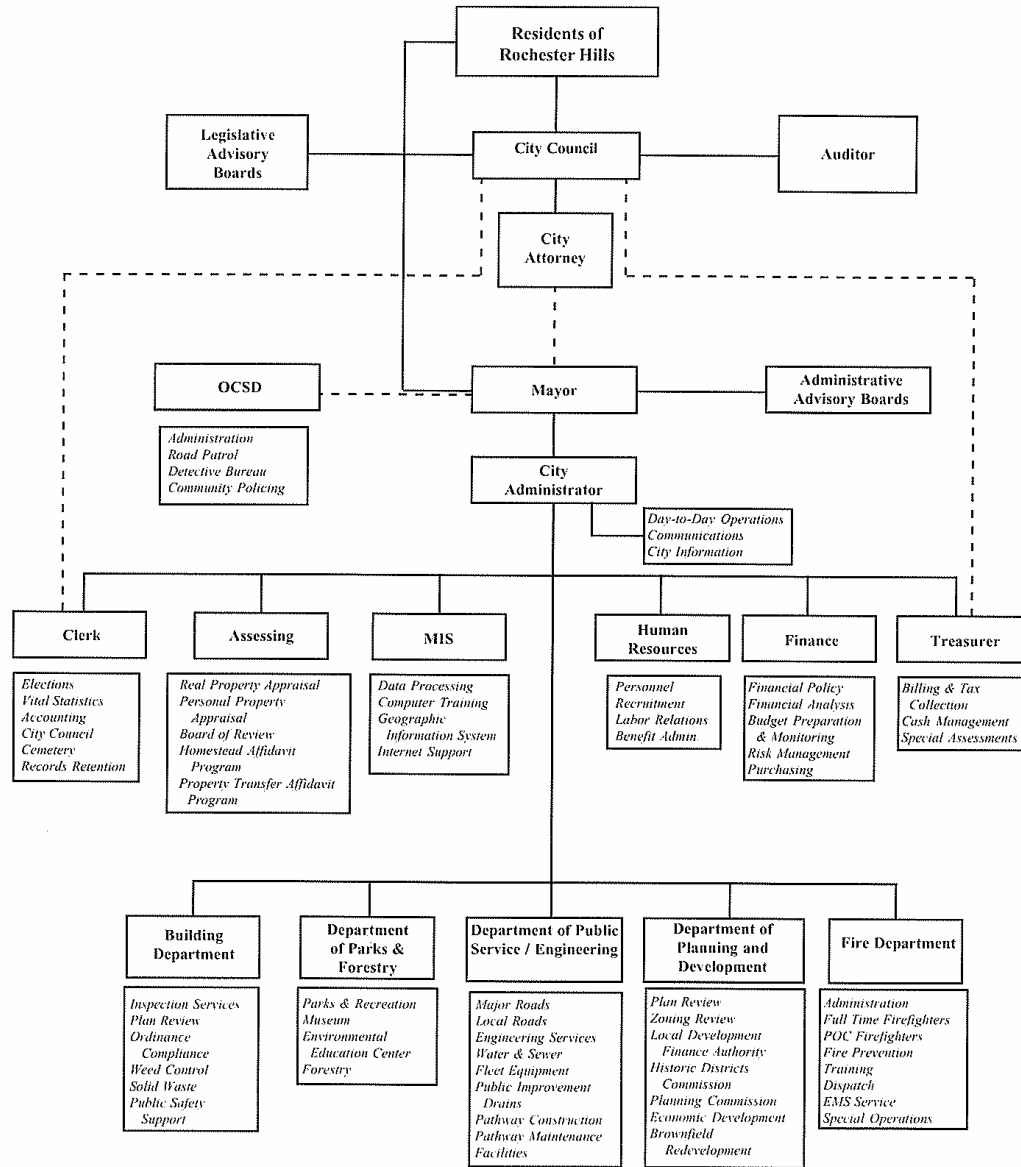 Residents of
Rochester Hills
Legislative
Advisory
Boards
City Council
Auditor
City
Attorney
OCSD
Mayor
Administrative
Advisory Boards
Administration
Road Patrol
Detective Bureau
Community Policing
City
Administrator
Day-to-Day Operations
Communications
City Information
Clerk
Elections
Vital Statistics
Accounting
City Council
Cemetery
Records Retention
Assessing
Real Property Appraisal
Personal Property
Appraisal
Board of Review
Homestead Affidavit
Program
Property Transfer Affidavit
Program
MIS
Data Processing
Computer Training
Geographic
Information System
Internet Support
Human
Resources
Personnel
Recruitment
Labor Relations
Benefit Admin.
Finance
Financial Policy
Financial Analysis
Budget Preparation
& Monitoring
Risk Management
Purchasing
Treasurer
Billing & Tax
Collection
Cash Management
Special Assessments
Building
Department
Inspection Services
Plan Review
Ordinance
Compliance
Weed Control
Solid Waste
Public Safety
Support
Department
of Parks &
Forestry
Parks & Recreation
Museum
Environmental
Education Center
Forestry
Department of Public
Service / Engineering
Major Roads
Local Roads
Engineering Services
Water & Sewer
Fleet Equipment
Public Improvement
Drains
Pathway Construction
Pathway Maintenance
Facilities
Department of
Planning and
Development
Plan Review
Zoning Review
Local Development
Finance Authority
Historic Districts
Commission
Planning Commission
Economic Development
Brownfield
Redevelopment
Fire Department
Administration
Full Time Firefighters
POC Firefighters
Fire Prevention
Training
Dispatch
EMS Service
Special Operations